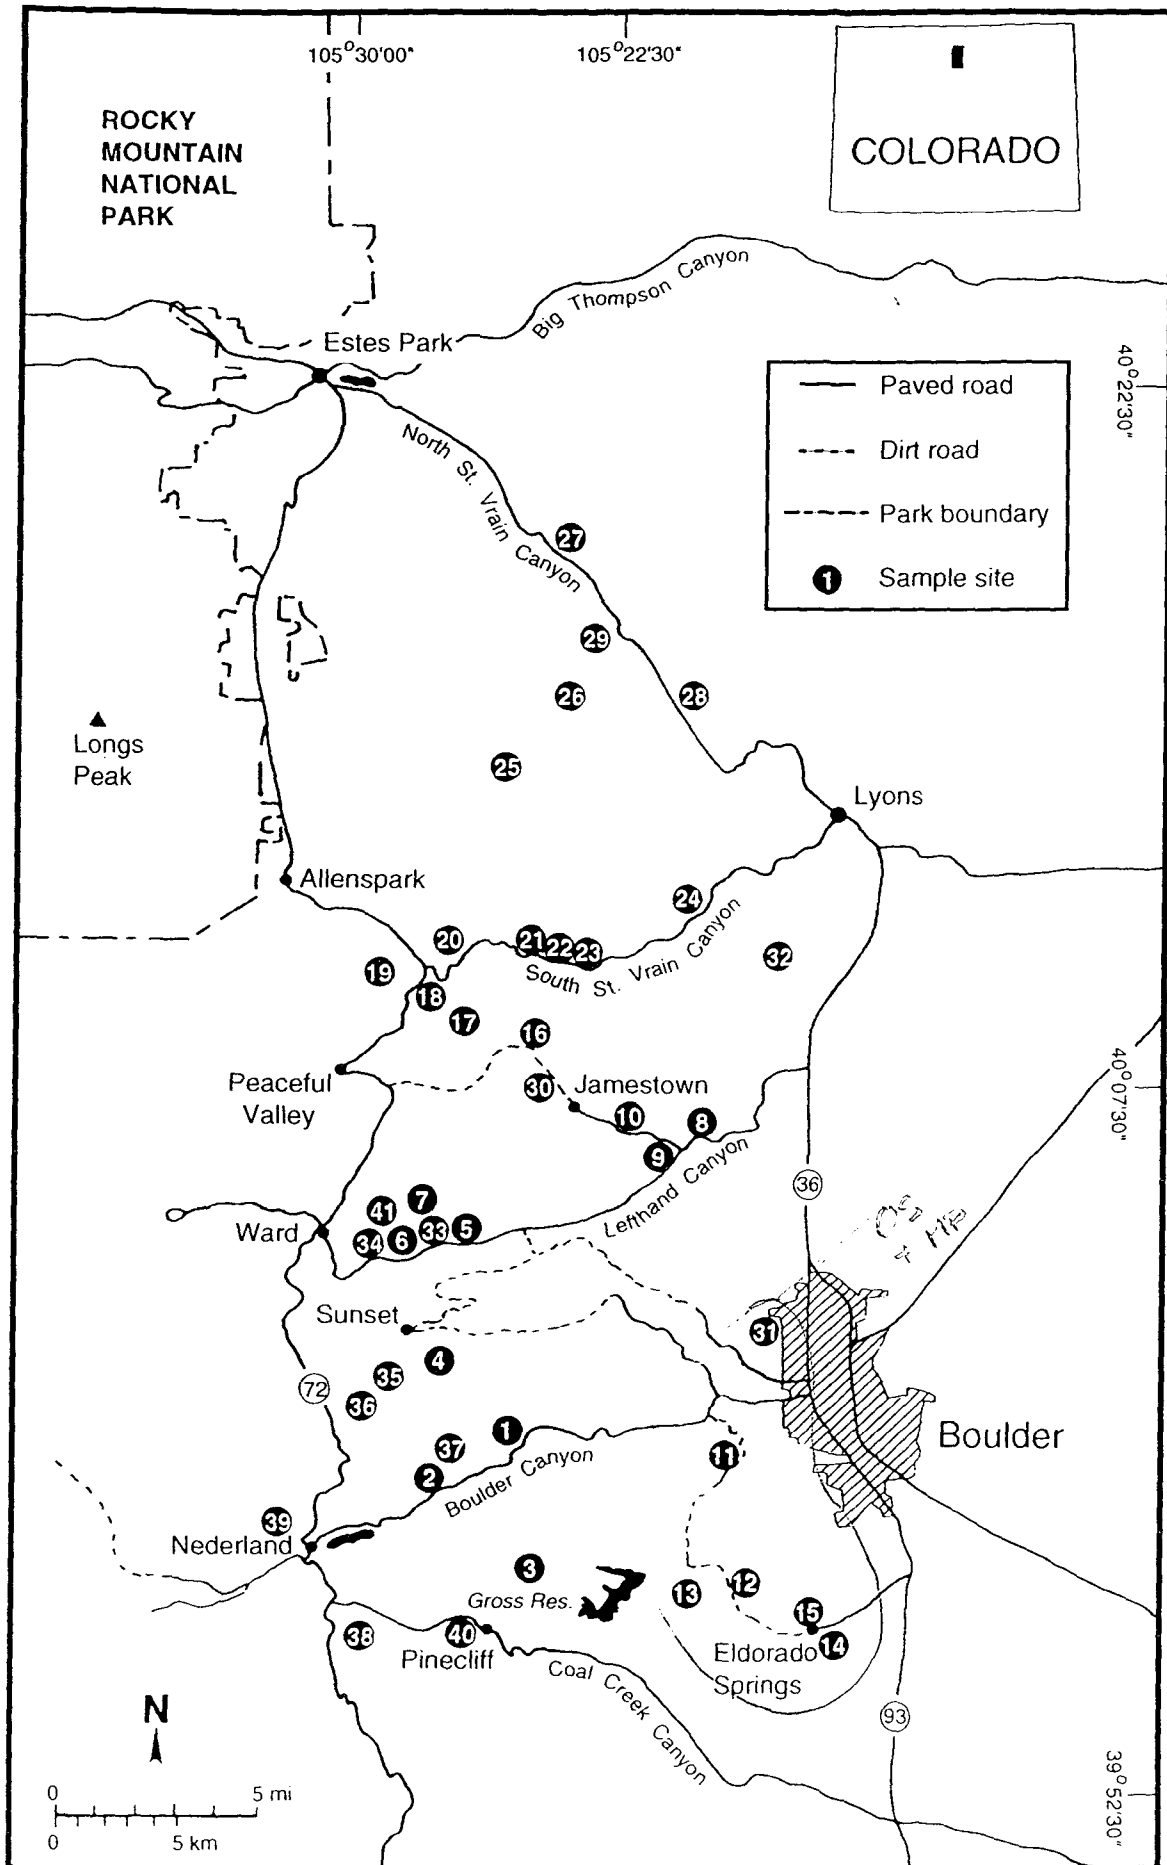 105°30'00"
105°22'30"
ROCKY
MOUNTAIN
NATIONAL
PARK
COLORADO
Big Thompson Canyon
Estes Park
40°22'30"
Paved road
Dirt road
Park boundary
1 Sample site
North St. Vrain Canyon
27
29
26
28
25
Longs
Peak
Lyons
Allenspark
24
20
21
22
23
32
19
South St. Vrain Canyon
18
17
16
Peaceful
Valley
30
Jamestown
40°07'30"
10
8
9
Lefthand Canyon
36
7
41
Ward
34
6
33
5
Sunset
31
4
35
72
36
1
Boulder
37
11
2
Boulder Canyon
39
Nederland
3
Gross Res.
13
12
15
38
40
Pinecliff
14
Eldorado
Springs
Coal Creek Canyon
93
N
0
5 mi
0
5 km
39°52'30"